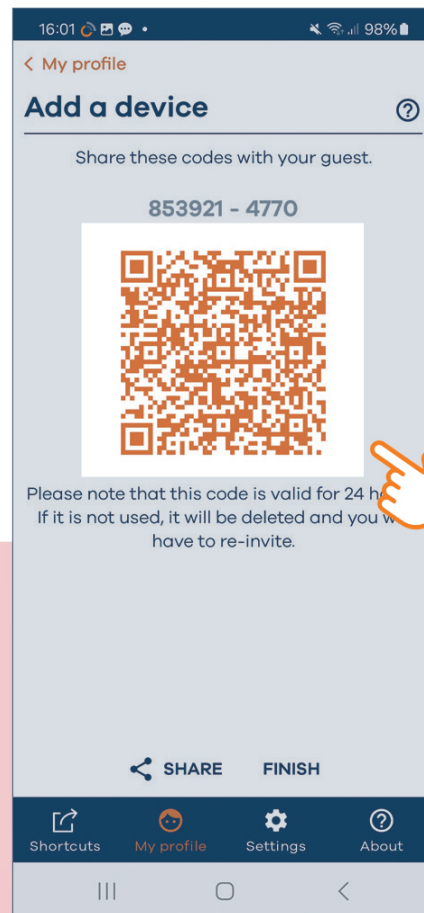 16:01 98%
< My profile
Add a device
Share these codes with your guest.
853921 - 4770
Please note that this code is valid for 24
If it is not used, it will be deleted and you
have to re-invite.
SHARE FINISH
Shortcuts My profile Settings About